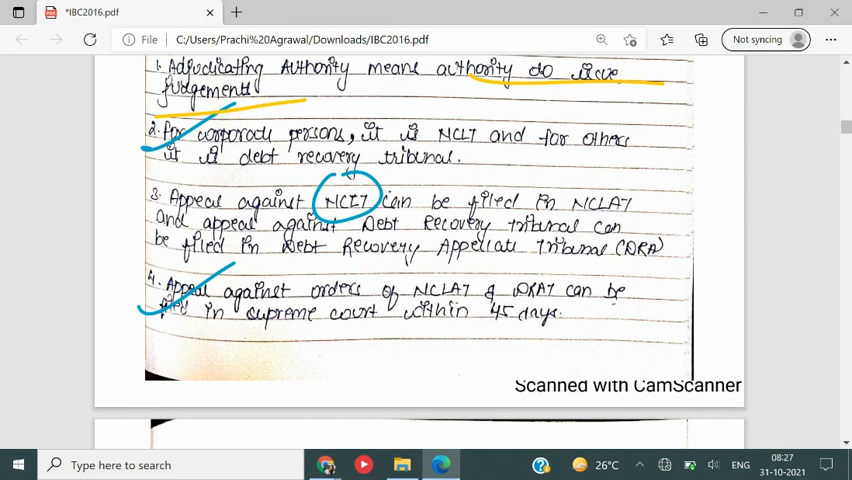 *IBC2016.pdf
File
C:/Users/Prachi%20Agrawal/Downloads/IBC2016.pdf
Not syncing
1. Adjudicating Authority means authority do issue
judgements
2. For corporate persons, it is NCLT and for others
it is debt recovery tribunal.
3. Appeal against NCLT can be filed in NCLAT
and appeal against Debt Recovery tribunal can
be filed in Debt Recovery Appellate Tribunal (DRA)
4. Appeal against orders of NCLAT & DRAT can be
filed in supreme court within 45 days.
Scanned with CamScanner
Type here to search
26°C
ENG
08:27
31-10-2021